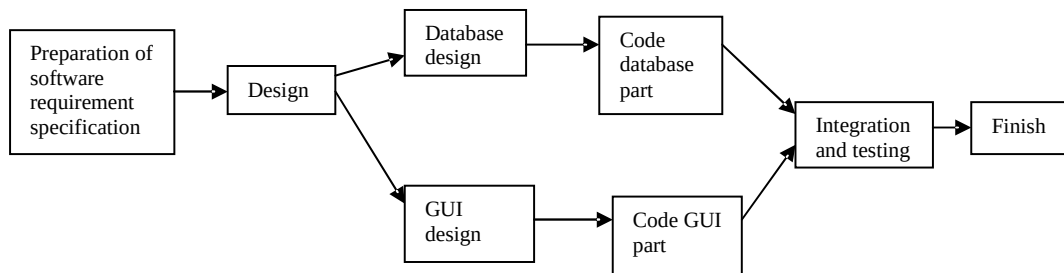 Preparation of
software
requirement
specification
Design
Database
design
Code
database
part
GUI
design
Code GUI
part
Integration
and testing
Finish